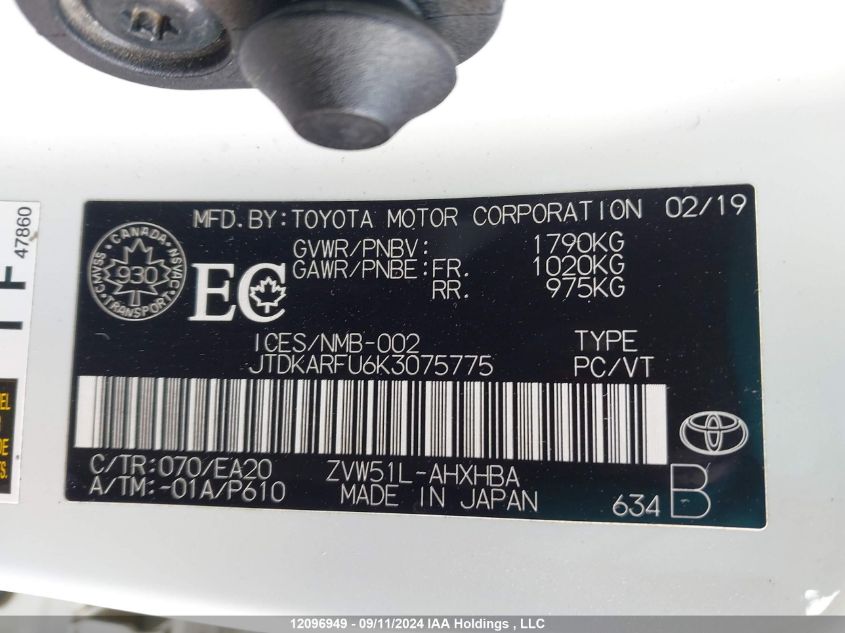 MFD. BY: TOYOTA MOTOR CORPORATION 02/19
GVWR/PNBV: 1790KG
GAWR/PNBE: FR. 1020KG
RR. 975KG
CANADA
CMVSS 930 NSVAC
TRANSPORT
EC
ICES/NMB-002 TYPE
JTDKARFU6K3075775 PC/VT
C/TR: 070/EA20 ZVW51L-AHXHBA
A/TM: -01A/P610 MADE IN JAPAN
634 B
47860
12096949 - 09/11/2024 IAA Holdings , LLC